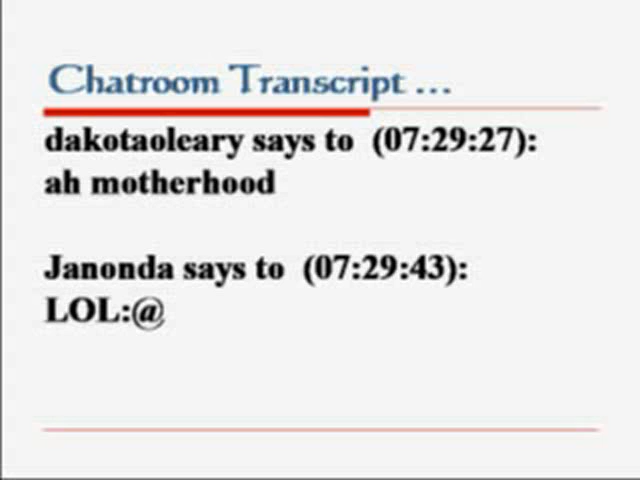 Chatroom Transcript ...
dakotaoleary says to (07:29:27):
ah motherhood
Janonda says to (07:29:43):
LOL:@